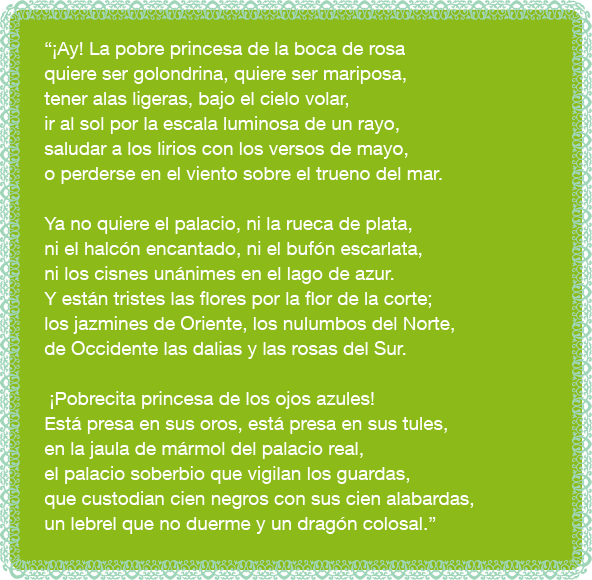 “¡Ay! La pobre princesa de la boca de rosa
quiere ser golondrina, quiere ser mariposa,
tener alas ligeras, bajo el cielo volar,
ir al sol por la escala luminosa de un rayo,
saludar a los lirios con los versos de mayo,
o perderse en el viento sobre el trueno del mar.

Ya no quiere el palacio, ni la rueca de plata,
ni el halcón encantado, ni el bufón escarlata,
ni los cisnes unánimes en el lago de azur.
Y están tristes las flores por la flor de la corte;
los jazmines de Oriente, los nulumbos del Norte,
de Occidente las dalias y las rosas del Sur.

¡Pobrecita princesa de los ojos azules!
Está presa en sus oros, está presa en sus tules,
en la jaula de mármol del palacio real,
el palacio soberbio que vigilan los guardas,
que custodian cien negros con sus cien alabardas,
un lebrel que no duerme y un dragón colosal.”